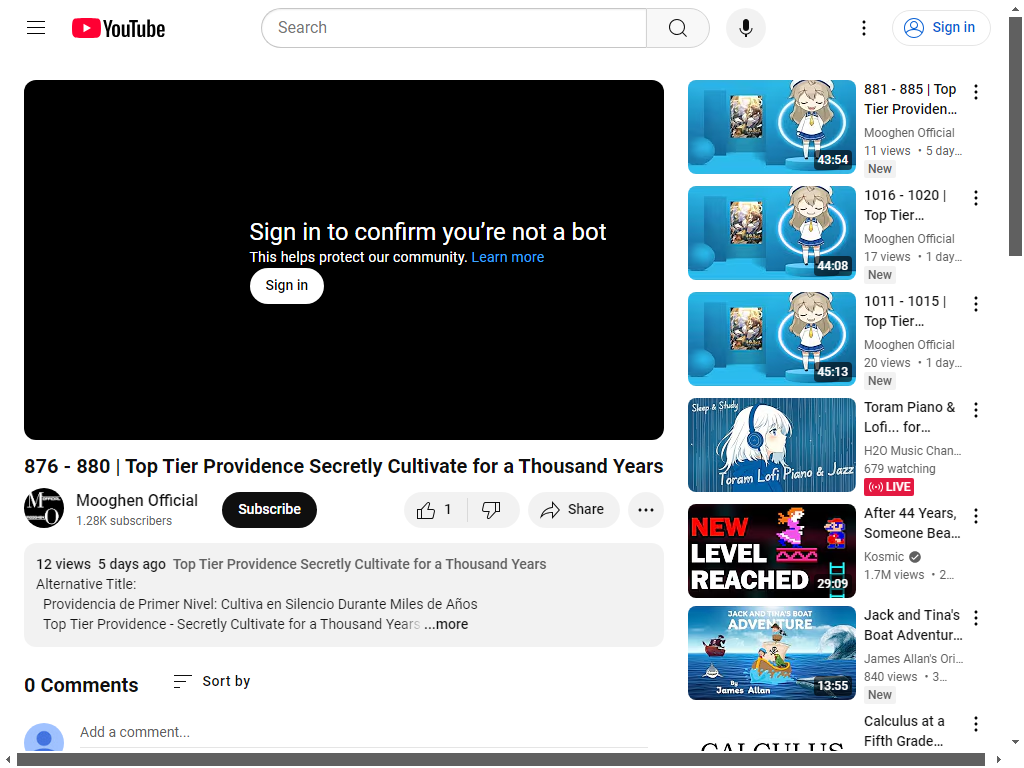 YouTube
Search
Sign in
Sign in to confirm you’re not a bot
This helps protect our community. Learn more
Sign in
876 - 880 | Top Tier Providence Secretly Cultivate for a Thousand Years
Mooghen Official
1.28K subscribers
Subscribe
1
Share
12 views 5 days ago Top Tier Providence Secretly Cultivate for a Thousand Years
Alternative Title:
Providencia de Primer Nivel: Cultiva en Silencio Durante Miles de Años
Top Tier Providence - Secretly Cultivate for a Thousand Years ...more
0 Comments
Sort by
Add a comment...
43:54
881 - 885 | Top
Tier Providen...
Mooghen Official
11 views • 5 day...
New
44:08
1016 - 1020 |
Top Tier...
Mooghen Official
17 views • 1 day...
New
45:13
1011 - 1015 |
Top Tier...
Mooghen Official
20 views • 1 day...
New
Sleep & Study
Toram Lofi Piano & Jazz
Toram Piano &
Lofi... for...
H2O Music Chan...
679 watching
LIVE
NEW
LEVEL
REACHED
29:09
After 44 Years,
Someone Bea...
Kosmic
1.7M views • 2...
JACK AND TINA'S BOAT
ADVENTURE
By
James Allan
13:55
Jack and Tina's
Boat Adventur...
James Allan's Ori...
840 views • 3...
New
CALCULUS
Calculus at a
Fifth Grade...